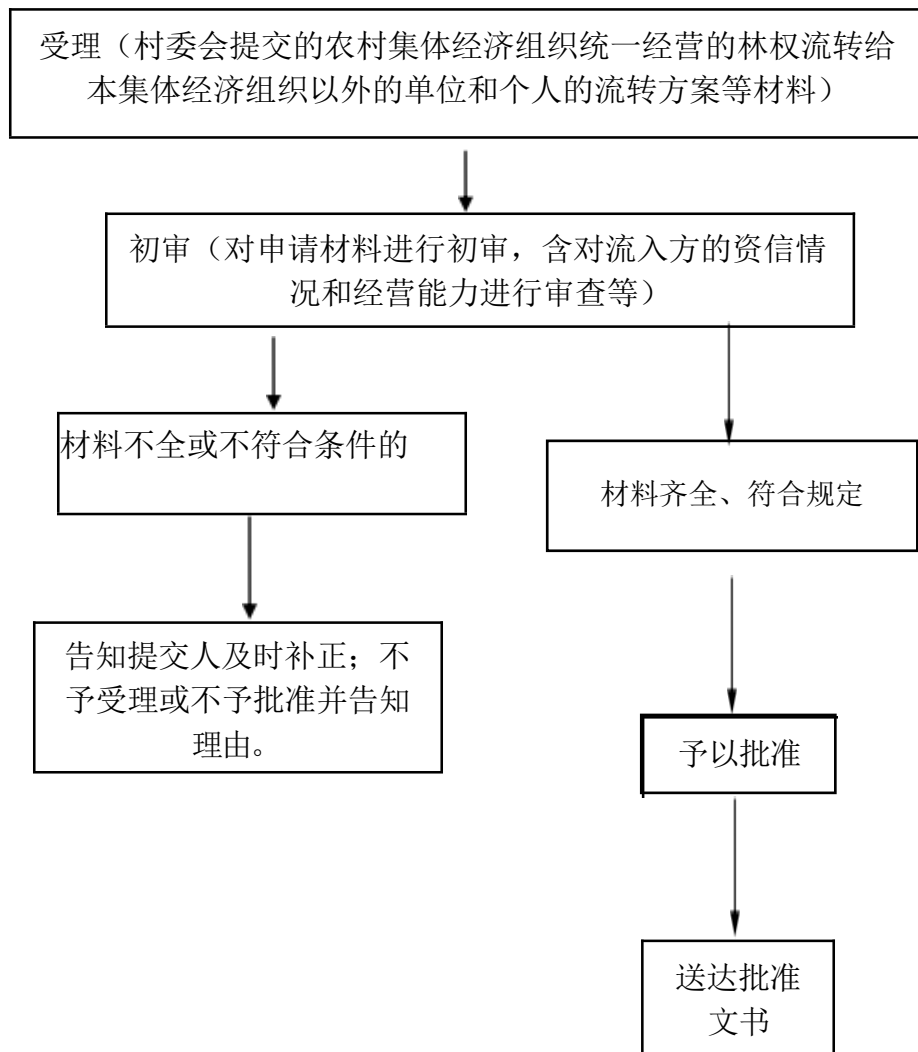 受理（村委会提交的农村集体经济组织统一经营的林权流转给
本集体经济组织以外的单位和个人的流转方案等材料）
初审（对申请材料进行初审，含对流入方的资信情
况和经营能力进行审查等）
材料不全或不符合条件的
材料齐全、符合规定
告知提交人及时补正；不
予受理或不予批准并告知
理由。
予以批准
送达批准
文书